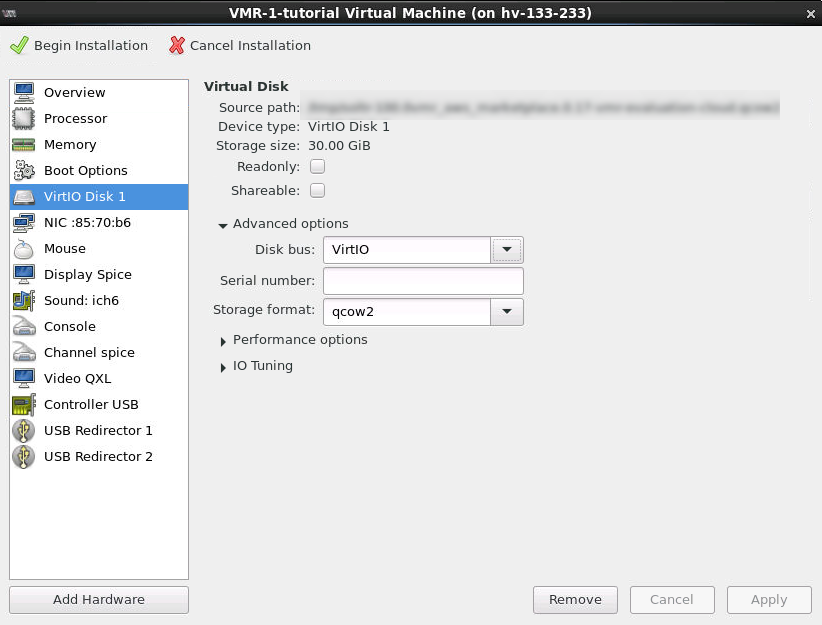 VMR-1-tutorial Virtual Machine (on hv-133-233)
Begin Installation
Cancel Installation
Overview
Processor
Memory
Boot Options
VirtIO Disk 1
NIC :85:70:b6
Mouse
Display Spice
Sound: ich6
Console
Channel spice
Video QXL
Controller USB
USB Redirector 1
USB Redirector 2
Add Hardware
Virtual Disk
Source path:
Device type: VirtIO Disk 1
Storage size: 30.00 GiB
Readonly:
Shareable:
Advanced options
Disk bus: VirtIO
Serial number:
Storage format: qcow2
Performance options
IO Tuning
Remove
Cancel
Apply